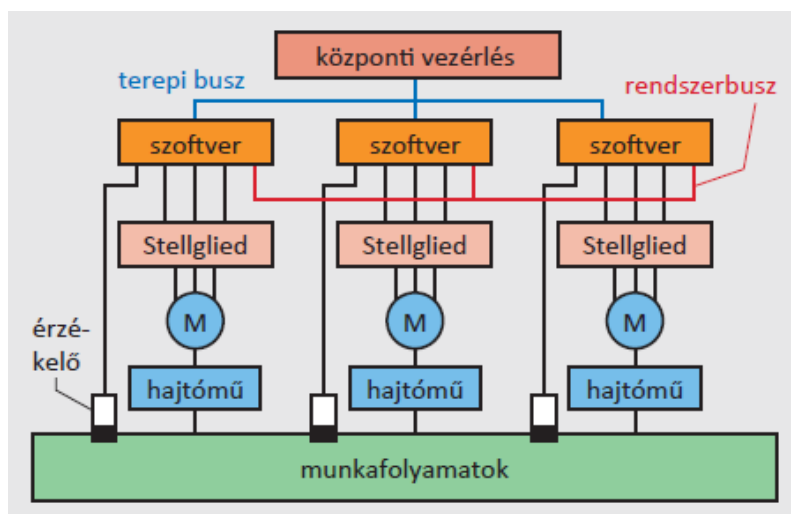 központi vezérlés
terepi busz
rendszerbusz
szoftver
szoftver
szoftver
Stellglied
Stellglied
Stellglied
M
M
M
érzé-
kelő
hajtómű
hajtómű
hajtómű
munkafolyamatok